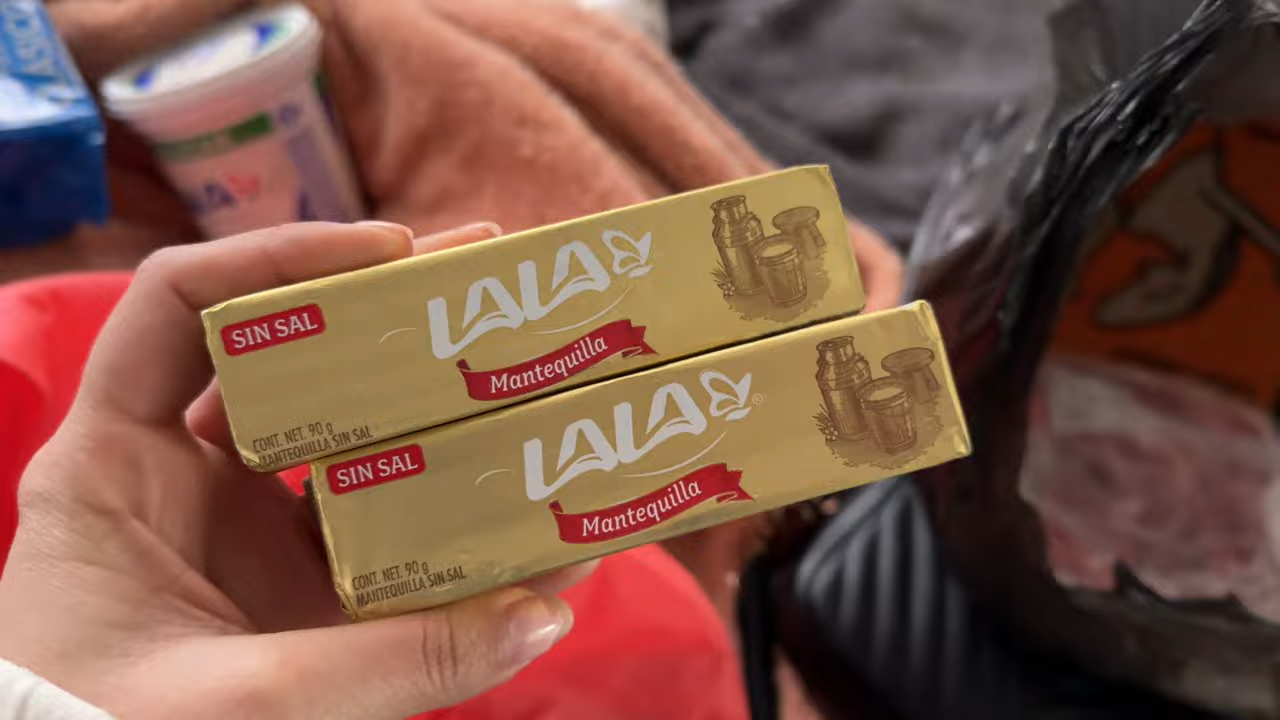 SIN SAL
LALA
Mantequilla
CONT. NET. 90 g
MANTEQUILLA SIN SAL
SIN SAL
LALA®
Mantequilla
CONT. NET. 90 g
MANTEQUILLA SIN SAL